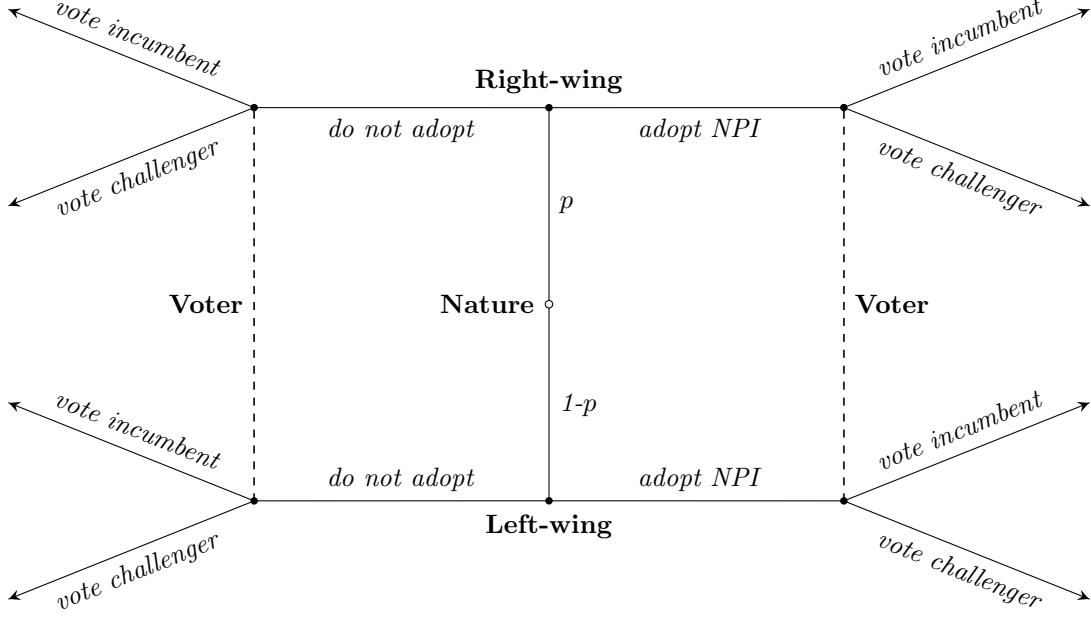 vote incumbent
vote incumbent
Right-wing
do not adopt
adopt NPI
vote challenger
vote challenger
p
Voter
Nature
Voter
1-p
vote incumbent
vote incumbent
do not adopt
adopt NPI
Left-wing
vote challenger
vote challenger